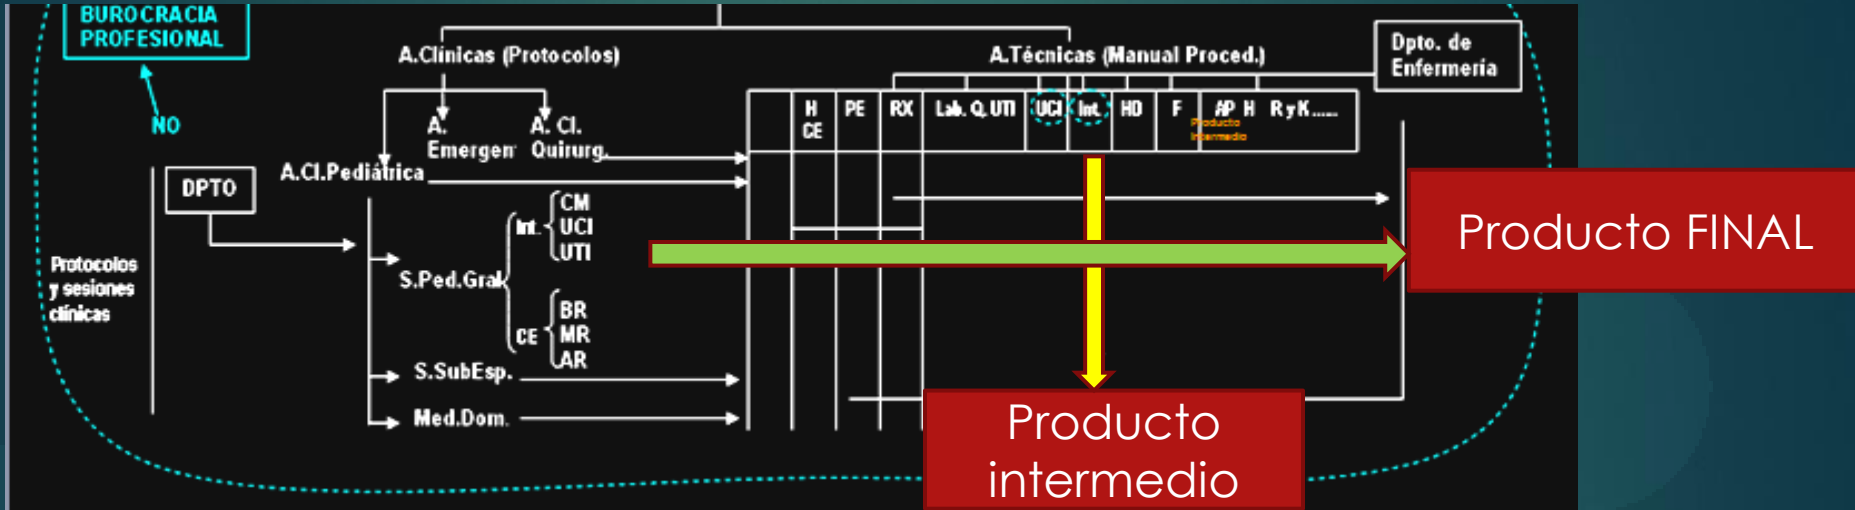 BUROCRACIA
PROFESIONAL
NO
A.Clínicas (Protocolos)
A.Técnicas (Manual Proced.)
Dpto. de
Enfermería
A.
Emergen
A. Cl.
Quirurg.
H
CE
PE
RX
Lab. Q. UTI
UCI
Int.
HD
F
AP H R y K......
Producto
Intermedio
DPTO
A.Cl.Pediátrica
Protocolos
y sesiones
clínicas
S.Ped.Gral
Int.
CM
UCI
UTI
CE
BR
MR
AR
S.SubEsp.
Med.Dom.
Producto FINAL
Producto
intermedio